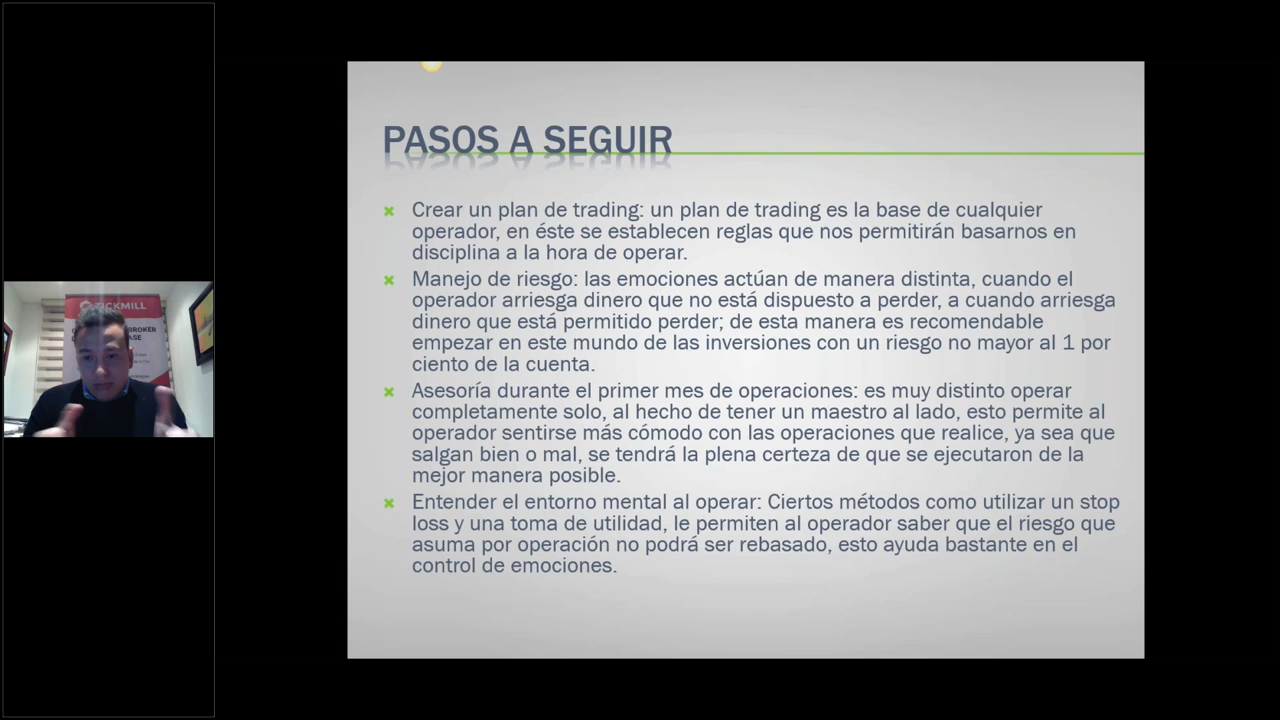 PASOS A SEGUIR
Crear un plan de trading: un plan de trading es la base de cualquier
operador, en éste se establecen reglas que nos permitirán basarnos en
disciplina a la hora de operar.
Manejo de riesgo: las emociones actúan de manera distinta, cuando el
operador arriesga dinero que no está dispuesto a perder, a cuando arriesga
dinero que está permitido perder; de esta manera es recomendable
empezar en este mundo de las inversiones con un riesgo no mayor al 1 por
ciento de la cuenta.
Asesoría durante el primer mes de operaciones: es muy distinto operar
completamente solo, al hecho de tener un maestro al lado, esto permite al
operador sentirse más cómodo con las operaciones que realice, ya sea que
salgan bien o mal, se tendrá la plena certeza de que se ejecutaron de la
mejor manera posible.
Entender el entorno mental al operar: Ciertos métodos como utilizar un stop
loss y una toma de utilidad, le permiten al operador saber que el riesgo que
asuma por operación no podrá ser rebasado, esto ayuda bastante en el
control de emociones.
TICKMILL
BROKER